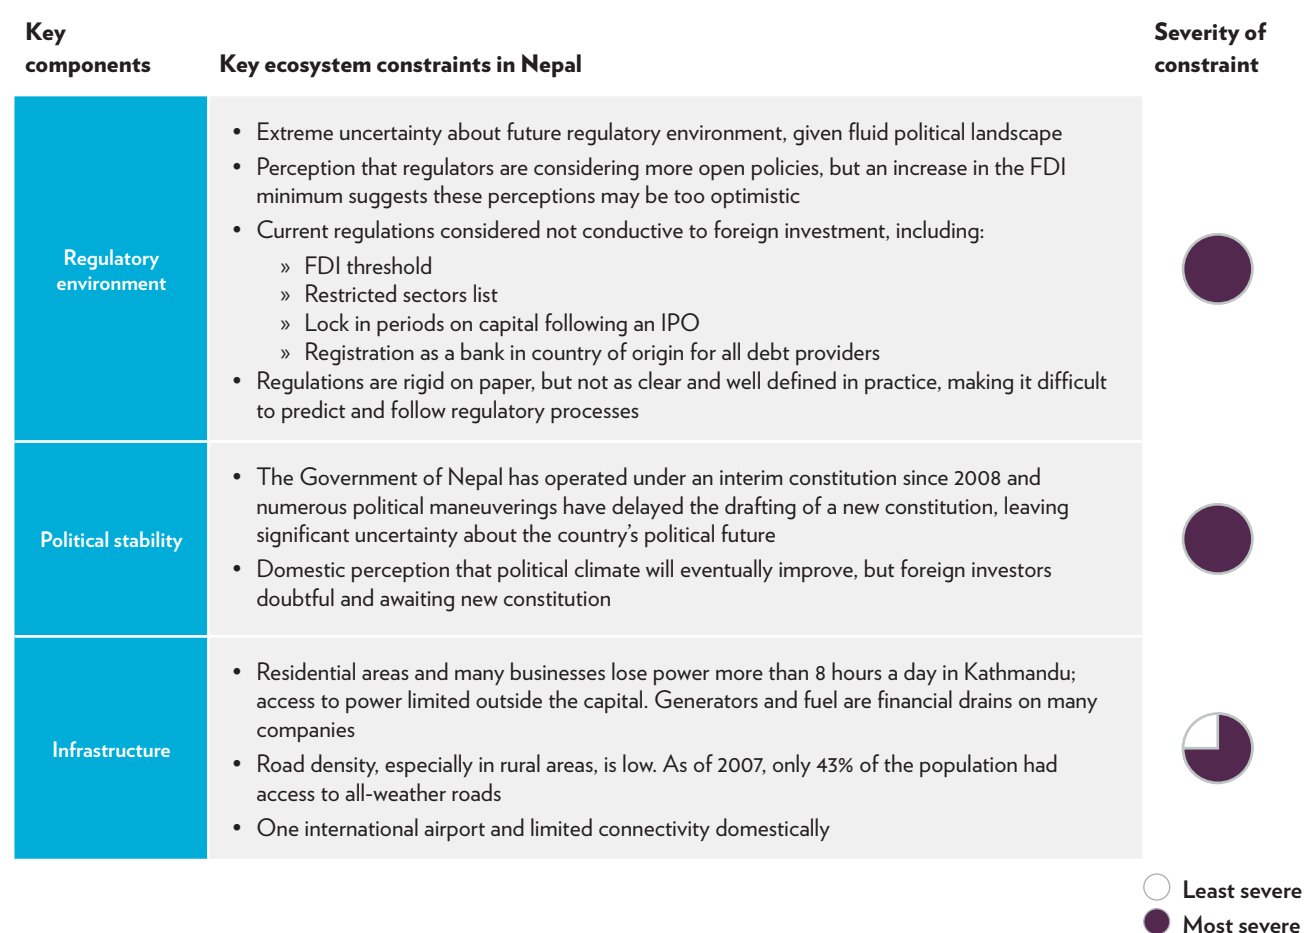 Key
components
Key ecosystem constraints in Nepal
Severity of
constraint
Regulatory
environment
• Extreme uncertainty about future regulatory environment, given fluid political landscape
• Perception that regulators are considering more open policies, but an increase in the FDI
minimum suggests these perceptions may be too optimistic
• Current regulations considered not conductive to foreign investment, including:
» FDI threshold
» Restricted sectors list
» Lock in periods on capital following an IPO
» Registration as a bank in country of origin for all debt providers
• Regulations are rigid on paper, but not as clear and well defined in practice, making it difficult
to predict and follow regulatory processes
Political stability
• The Government of Nepal has operated under an interim constitution since 2008 and
numerous political maneuverings have delayed the drafting of a new constitution, leaving
significant uncertainty about the country’s political future
• Domestic perception that political climate will eventually improve, but foreign investors
doubtful and awaiting new constitution
Infrastructure
• Residential areas and many businesses lose power more than 8 hours a day in Kathmandu;
access to power limited outside the capital. Generators and fuel are financial drains on many
companies
• Road density, especially in rural areas, is low. As of 2007, only 43% of the population had
access to all-weather roads
• One international airport and limited connectivity domestically
Least severe
Most severe